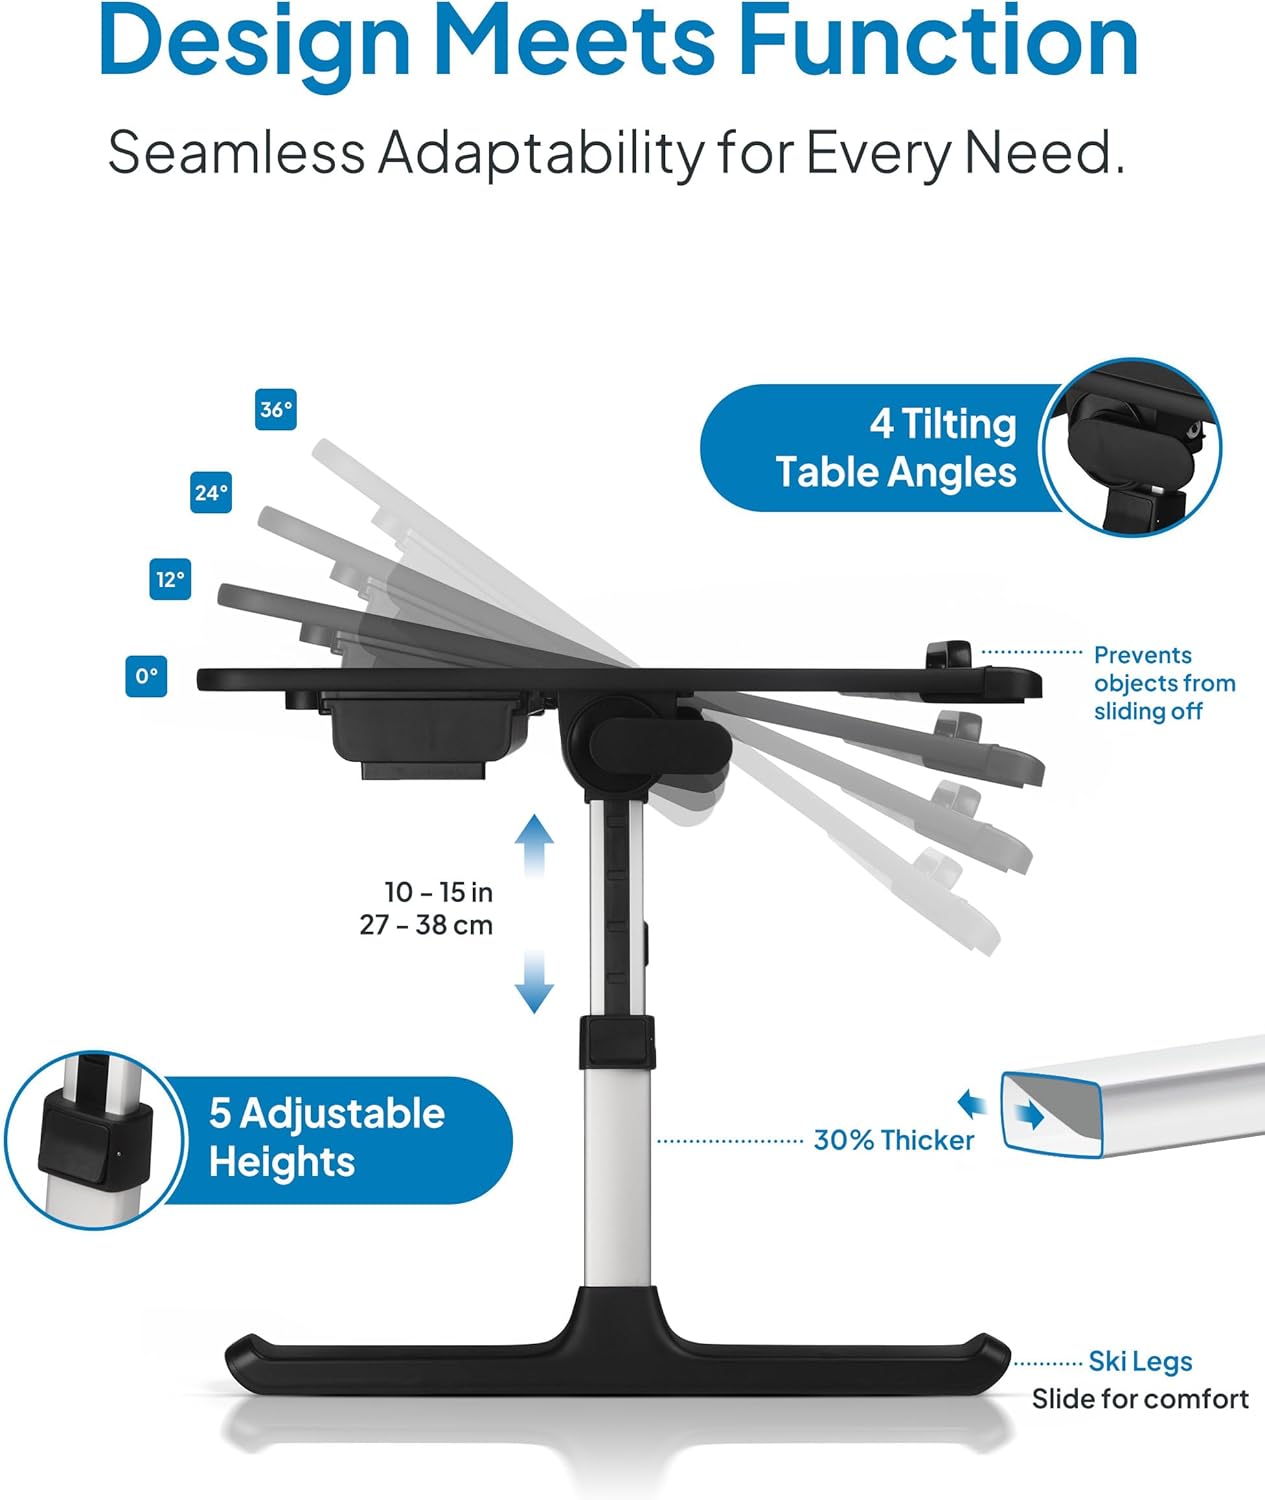 Design Meets Function
Seamless Adaptability for Every Need.
36°
24°
12°
0°
4 Tilting
Table Angles
Prevents
objects from
sliding off
10 – 15 in
27 – 38 cm
5 Adjustable
Heights
30% Thicker
Ski Legs
Slide for comfort